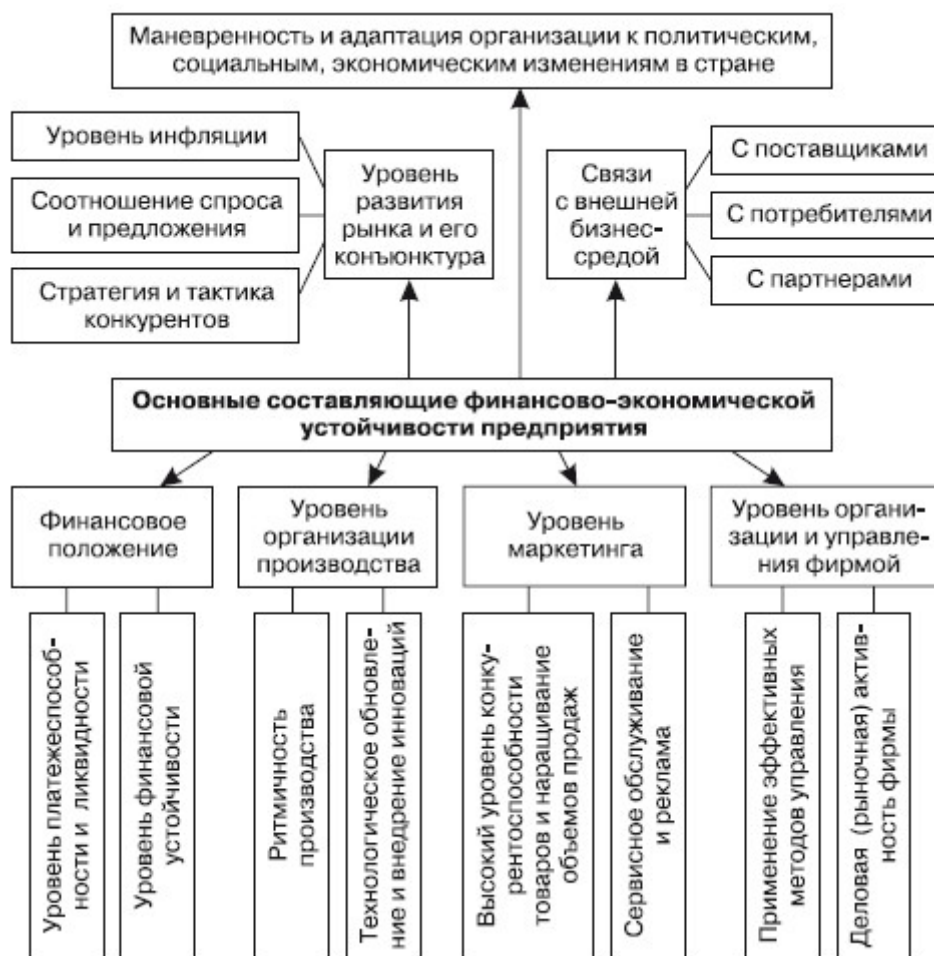 Маневренность и адаптация организации к политическим,
социальным, экономическим изменениям в стране
Уровень инфляции
Соотношение спроса
и предложения
Стратегия и тактика
конкурентов
Уровень
развития
рынка и его
конъюнктура
Связи
с внешней
бизнес-
средой
С поставщиками
С потребителями
С партнерами
Основные составляющие финансово-экономической
устойчивости предприятия
Финансовое
положение
Уровень
организации
производства
Уровень
маркетинга
Уровень органи-
зации и управле-
ния фирмой
Уровень платежеспособ-
ности и ликвидности
Уровень финансовой
устойчивости
Ритмичность
производства
Технологическое обновле-
ние и внедрение инноваций
Высокий уровень конку-
рентоспособности
товаров и наращивание
объемов продаж
Сервисное обслуживание
и реклама
Применение эффективных
методов управления
Деловая (рыночная) актив-
ность фирмы